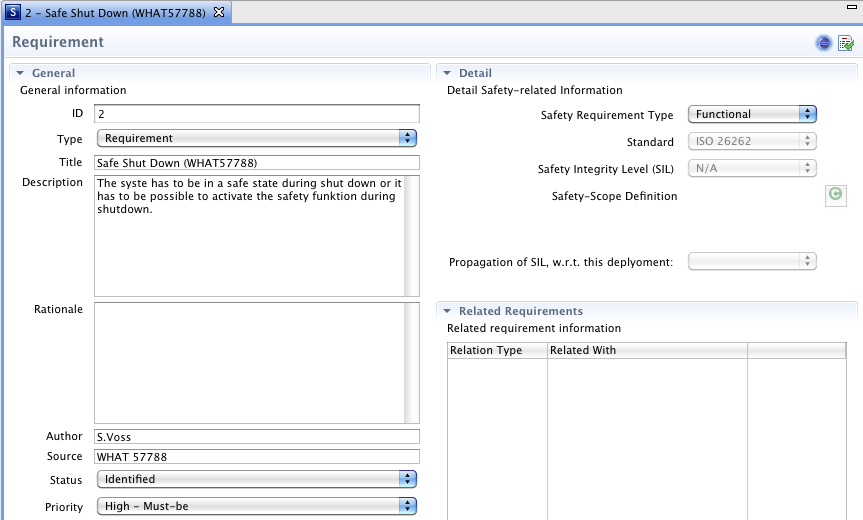 S 2 – Safe Shut Down (WHAT57788)
Requirement
General
General information
ID 2
Type Requirement
Title Safe Shut Down (WHAT57788)
Description The syste has to be in a safe state during shut down or it
has to be possible to activate the safety funktion during
shutdown.
Rationale
Author S.Voss
Source WHAT 57788
Status Identified
Priority High – Must-be
Detail
Detail Safety-related Information
Safety Requirement Type Functional
Standard ISO 26262
Safety Integrity Level (SIL) N/A
Safety-Scope Definition C
Propagation of SIL, w.r.t. this deplyoment:
Related Requirements
Related requirement information
Relation Type Related With